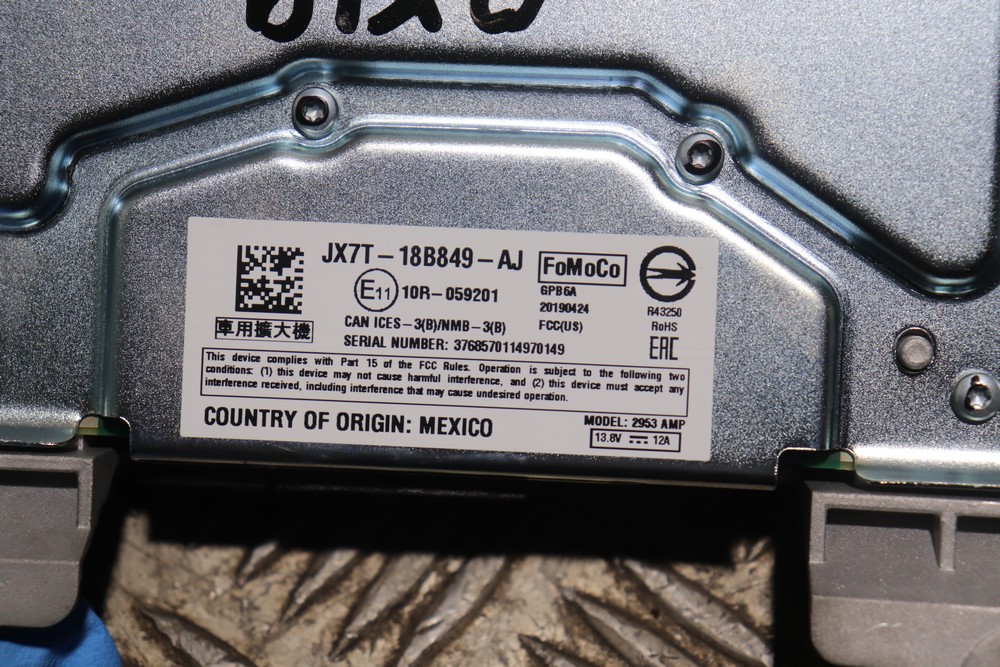 JX7T-18B849-AJ
FoMoCo
E11 10R-059201
GPB6A
20190424
R43250
RoHS
車用擴大機
CAN ICES-3(B)/NMB-3(B)
FCC(US)
SERIAL NUMBER: 3768570114970149
EAC
This device complies with Part 15 of the FCC Rules. Operation is subject to the following two
conditions: (1) this device may not cause harmful interference, and (2) this device must accept any
interference received, including interference that may cause undesired operation.
COUNTRY OF ORIGIN: MEXICO
MODEL: 2953 AMP
13.8V 12A